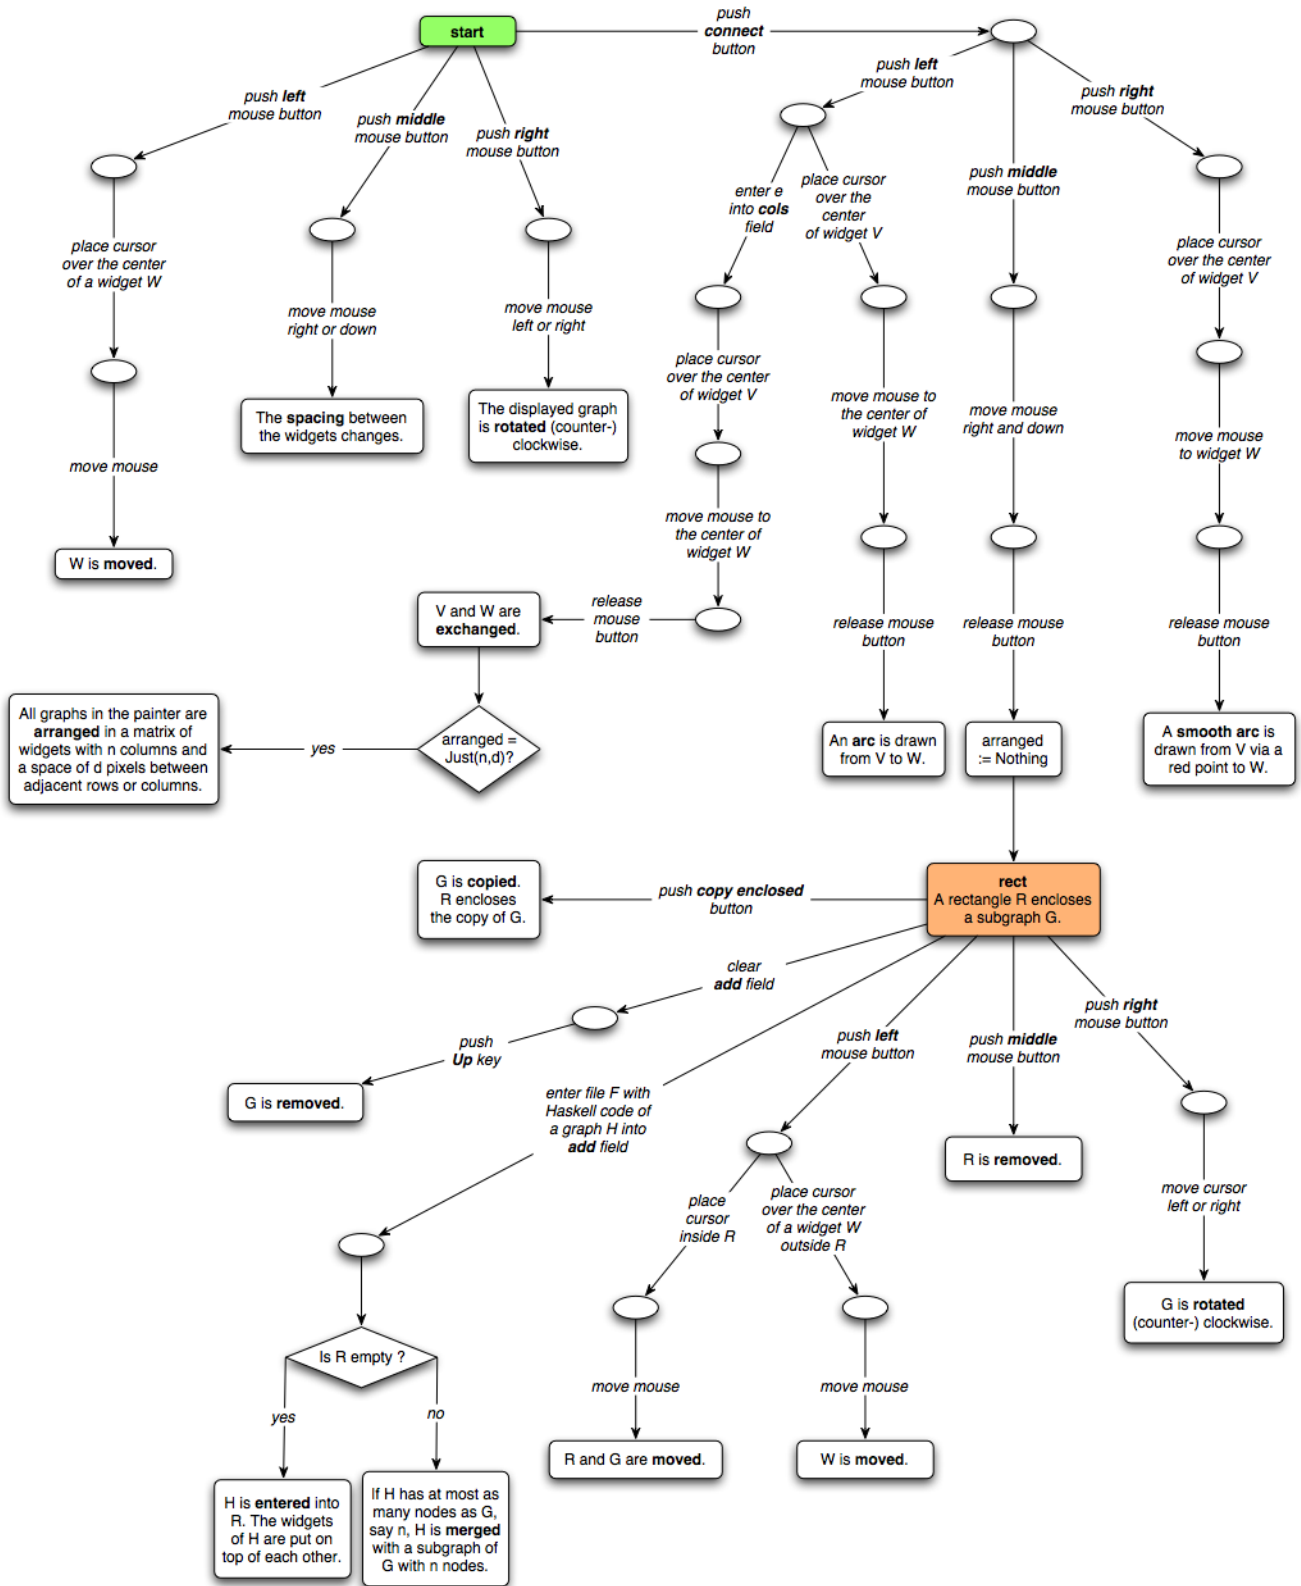 start
push
connect
button
push left
mouse button
push middle
mouse button
push right
mouse button
push left
mouse button
push right
mouse button
push middle
mouse button
enter e
into cols
field
place cursor
over the
center
of widget V
place cursor
over the center
of a widget W
place cursor
over the center
of widget V
move mouse
right or down
move mouse
left or right
place cursor
over the center
of widget V
move mouse to
the center of
widget W
move mouse
right and down
The spacing between
the widgets changes.
The displayed graph
is rotated (counter-)
clockwise.
move mouse
to widget W
move mouse
move mouse to
the center of
widget W
W is moved.
V and W are
exchanged.
release
mouse
button
release mouse
button
release mouse
button
release mouse
button
All graphs in the painter are
arranged in a matrix of
widgets with n columns and
a space of d pixels between
adjacent rows or columns.
yes
arranged =
Just(n,d)?
An arc is drawn
from V to W.
arranged
:= Nothing
A smooth arc is
drawn from V via a
red point to W.
G is copied.
R encloses
the copy of G.
push copy enclosed
button
rect
A rectangle R encloses
a subgraph G.
clear
add field
push
Up key
G is removed.
enter file F with
Haskell code of
a graph H into
add field
push left
mouse button
push middle
mouse button
push right
mouse button
R is removed.
place
cursor
inside R
place cursor
over the center
of a widget W
outside R
move cursor
left or right
G is rotated
(counter-) clockwise.
Is R empty ?
yes
no
move mouse
move mouse
R and G are moved.
W is moved.
H is entered into
R. The widgets
of H are put on
top of each other.
If H has at most as
many nodes as G,
say n, H is merged
with a subgraph of
G with n nodes.